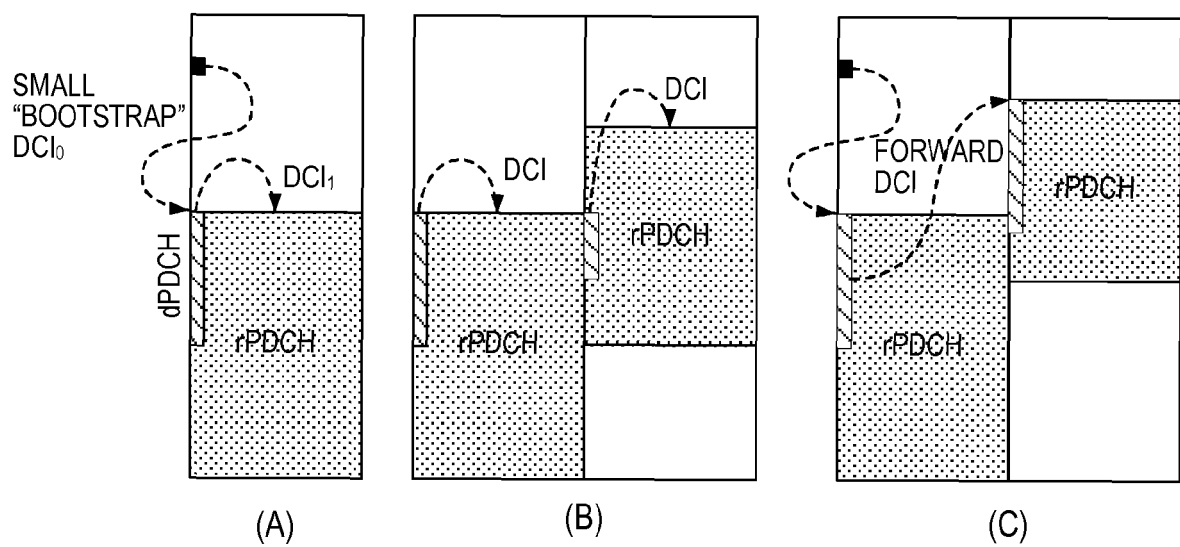 SMALL
“BOOTSTRAP”
DCI₀
DCI₁
dPDCH
rPDCH
(A)
DCI
DCI
rPDCH
rPDCH
(B)
FORWARD
DCI
rPDCH
rPDCH
(C)